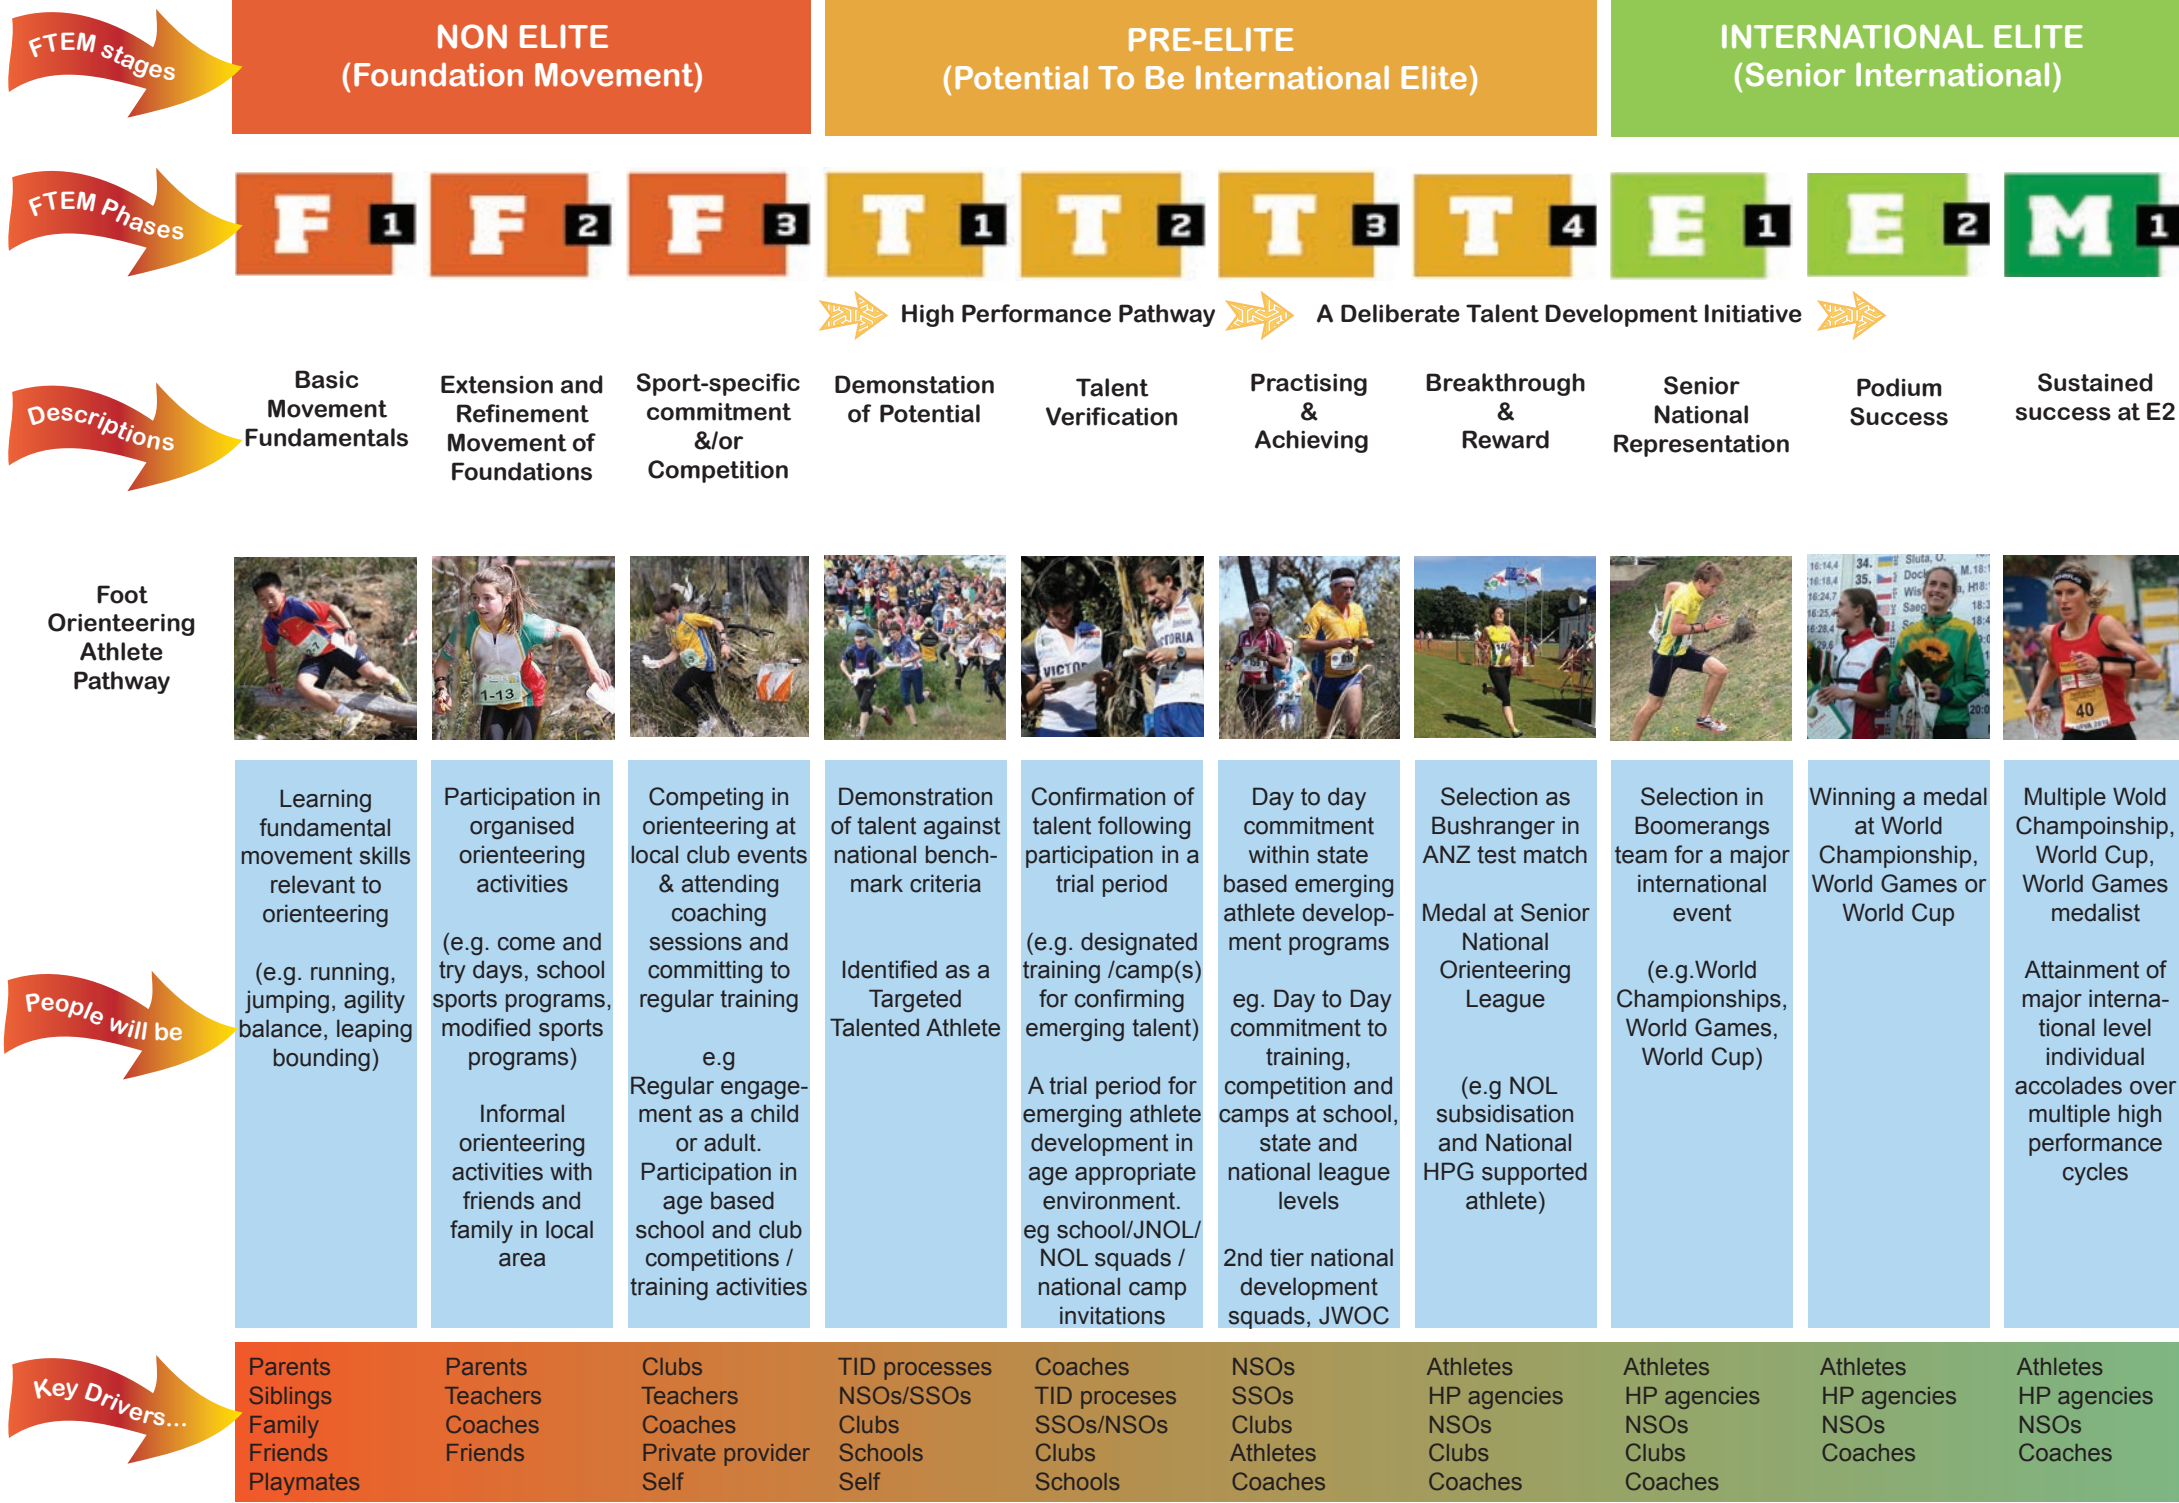 FTEM stages
NON ELITE
(Foundation Movement)
PRE-ELITE
(Potential To Be International Elite)
INTERNATIONAL ELITE
(Senior International)
FTEM Phases
F 1
F 2
F 3
T 1
T 2
T 3
T 4
E 1
E 2
M 1
High Performance Pathway
A Deliberate Talent Development Initiative
Descriptions
Basic
Movement
Fundamentals
Extension and
Refinement
Movement of
Foundations
Sport-specific
commitment
&/or
Competition
Demonstation
of Potential
Talent
Verification
Practising
&
Achieving
Breakthrough
&
Reward
Senior
National
Representation
Podium
Success
Sustained
success at E2
Foot
Orienteering
Athlete
Pathway
1-13
VICTORIA
40
People will be
Learning
fundamental
movement skills
relevant to
orienteering
(e.g. running,
jumping, agility
balance, leaping
bounding)
Participation in
organised
orienteering
activities
(e.g. come and
try days, school
sports programs,
modified sports
programs)
Informal
orienteering
activities with
friends and
family in local
area
Competing in
orienteering at
local club events
& attending
coaching
sessions and
committing to
regular training
e.g
Regular engage-
ment as a child
or adult.
Participation in
age based
school and club
competitions /
training activities
Demonstration
of talent against
national bench-
mark criteria
Identified as a
Targeted
Talented Athlete
Confirmation of
talent following
participation in a
trial period
(e.g. designated
training /camp(s)
for confirming
emerging talent)
A trial period for
emerging athlete
development in
age appropriate
environment.
eg school/JNOL/
NOL squads /
national camp
invitations
Day to day
commitment
within state
based emerging
athlete develop-
ment programs
eg. Day to Day
commitment to
training,
competition and
camps at school,
state and
national league
levels
2nd tier national
development
squads, JWOC
Selection as
Bushranger in
ANZ test match
Medal at Senior
National
Orienteering
League
(e.g NOL
subsidisation
and National
HPG supported
athlete)
Selection in
Boomerangs
team for a major
international
event
(e.g.World
Championships,
World Games,
World Cup)
Winning a medal
at World
Championship,
World Games or
World Cup
Multiple Wold
Champoinship,
World Cup,
World Games
medalist
Attainment of
major interna-
tional level
individual
accolades over
multiple high
performance
cycles
Key Drivers...
Parents
Siblings
Family
Friends
Playmates
Parents
Teachers
Coaches
Friends
Clubs
Teachers
Coaches
Private provider
Self
TID processes
NSOs/SSOs
Clubs
Schools
Self
Coaches
TID proceses
SSOs/NSOs
Clubs
Schools
NSOs
SSOs
Clubs
Athletes
Coaches
Athletes
HP agencies
NSOs
Clubs
Coaches
Athletes
HP agencies
NSOs
Clubs
Coaches
Athletes
HP agencies
NSOs
Coaches
Athletes
HP agencies
NSOs
Coaches